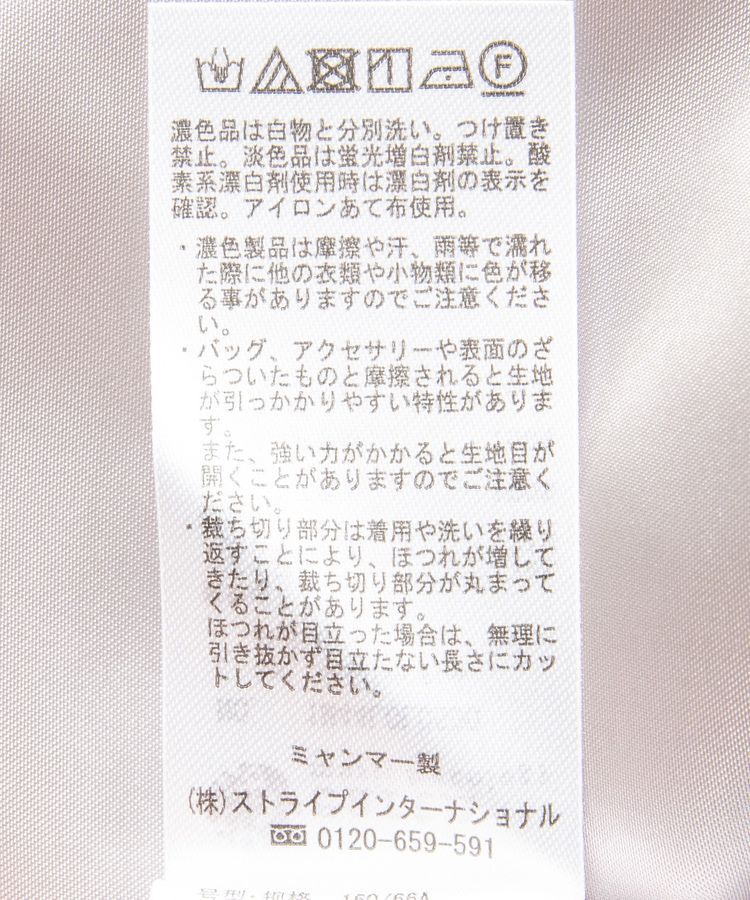 F
濃色品は白物と分別洗い。つけ置き
禁止。淡色品は蛍光増白剤禁止。酸
素系漂白剤使用時は漂白剤の表示を
確認。アイロンあて布使用。
・濃色製品は摩擦や汗、雨等で濡れ
た際に他の衣類や小物類に色が移
る事がありますのでご注意くださ
い。
・バッグ、アクセサリーや表面のざ
らついたものと摩擦されると生地
が引っかかりやすい特性がありま
す。
また、強い力がかかると生地目が
開くことがありますのでご注意く
ださい。
・裁ち切り部分は着用や洗いを繰り
返すことにより、ほつれが増して
きたり、裁ち切り部分が丸まって
くることがあります。
ほつれが目立った場合は、無理に
引き抜かず目立たない長さにカッ
トしてください。
ミャンマー製
(株)ストライプインターナショナル
0120-659-591
号型:规格 160/66A